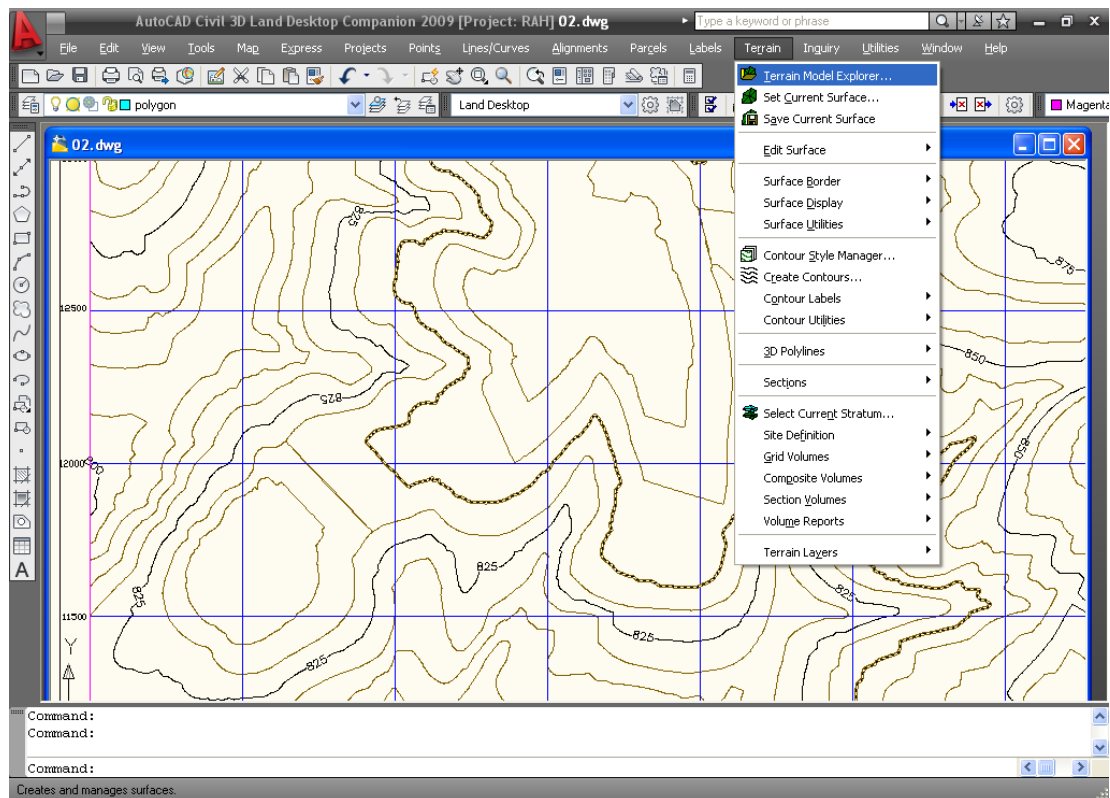 AutoCAD Civil 3D Land Desktop Companion 2009 [Project: RAH] 02.dwg
Type a keyword or phrase
File Edit View Tools Map Express Projects Points Lines/Curves Alignments Parcels Labels Terrain Inquiry Utilities Window Help
polygon
Land Desktop
Magenta
02.dwg
Terrain Model Explorer...
Set Current Surface...
Save Current Surface
Edit Surface
Surface Border
Surface Display
Surface Utilities
Contour Style Manager...
Create Contours...
Contour Labels
Contour Utilities
3D Polylines
Sections
Select Current Stratum...
Site Definition
Grid Volumes
Composite Volumes
Section Volumes
Volume Reports
Terrain Layers
825
825
875
12500
850
825
12000
800
850
825
825
825
11500
825
825
Y
A
Command:
Command:
Command:
Creates and manages surfaces.